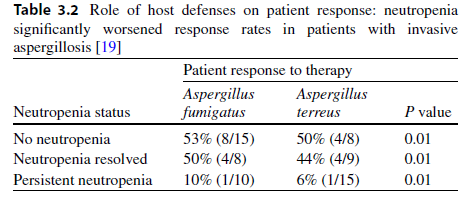 Table 3.2 Role of host defenses on patient response: neutropenia
significantly worsened response rates in patients with invasive
aspergillosis [19]
Patient response to therapy
Neutropenia status Aspergillus fumigatus Aspergillus terreus P value
No neutropenia 53% (8/15) 50% (4/8) 0.01
Neutropenia resolved 50% (4/8) 44% (4/9) 0.01
Persistent neutropenia 10% (1/10) 6% (1/15) 0.01